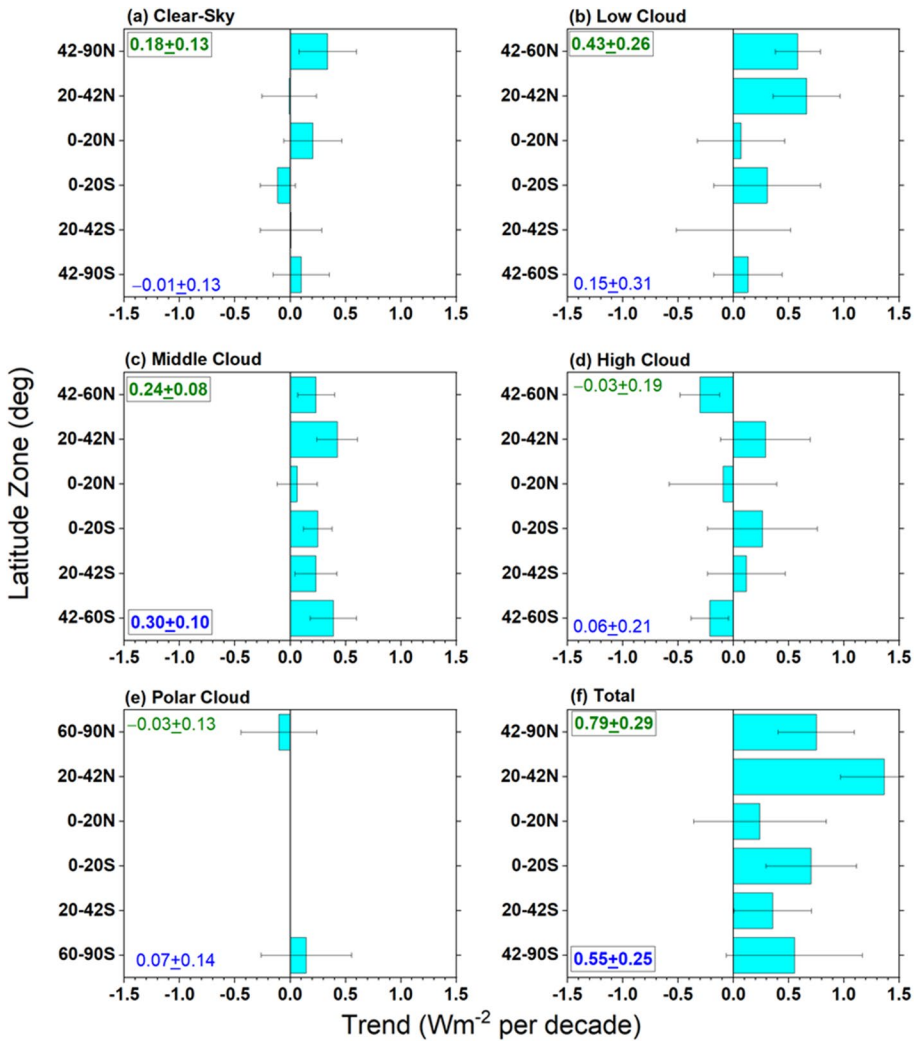 (a) Clear-Sky
0.18±0.13
42-90N
20-42N
0-20N
0-20S
20-42S
42-90S
−0.01±0.13
-1.5 -1.0 -0.5 0.0 0.5 1.0 1.5
(b) Low Cloud
0.43±0.26
42-60N
20-42N
0-20N
0-20S
20-42S
42-60S
0.15±0.31
-1.5 -1.0 -0.5 0.0 0.5 1.0 1.5
Latitude Zone (deg)
(c) Middle Cloud
0.24±0.08
42-60N
20-42N
0-20N
0-20S
20-42S
42-60S
0.30±0.10
-1.5 -1.0 -0.5 0.0 0.5 1.0 1.5
(d) High Cloud
−0.03±0.19
42-60N
20-42N
0-20N
0-20S
20-42S
42-60S
0.06±0.21
-1.5 -1.0 -0.5 0.0 0.5 1.0 1.5
(e) Polar Cloud
−0.03±0.13
60-90N
20-42N
0-20N
0-20S
20-42S
60-90S
0.07±0.14
-1.5 -1.0 -0.5 0.0 0.5 1.0 1.5
(f) Total
0.79±0.29
42-90N
20-42N
0-20N
0-20S
20-42S
42-90S
0.55±0.25
-1.5 -1.0 -0.5 0.0 0.5 1.0 1.5
Trend (Wm⁻² per decade)